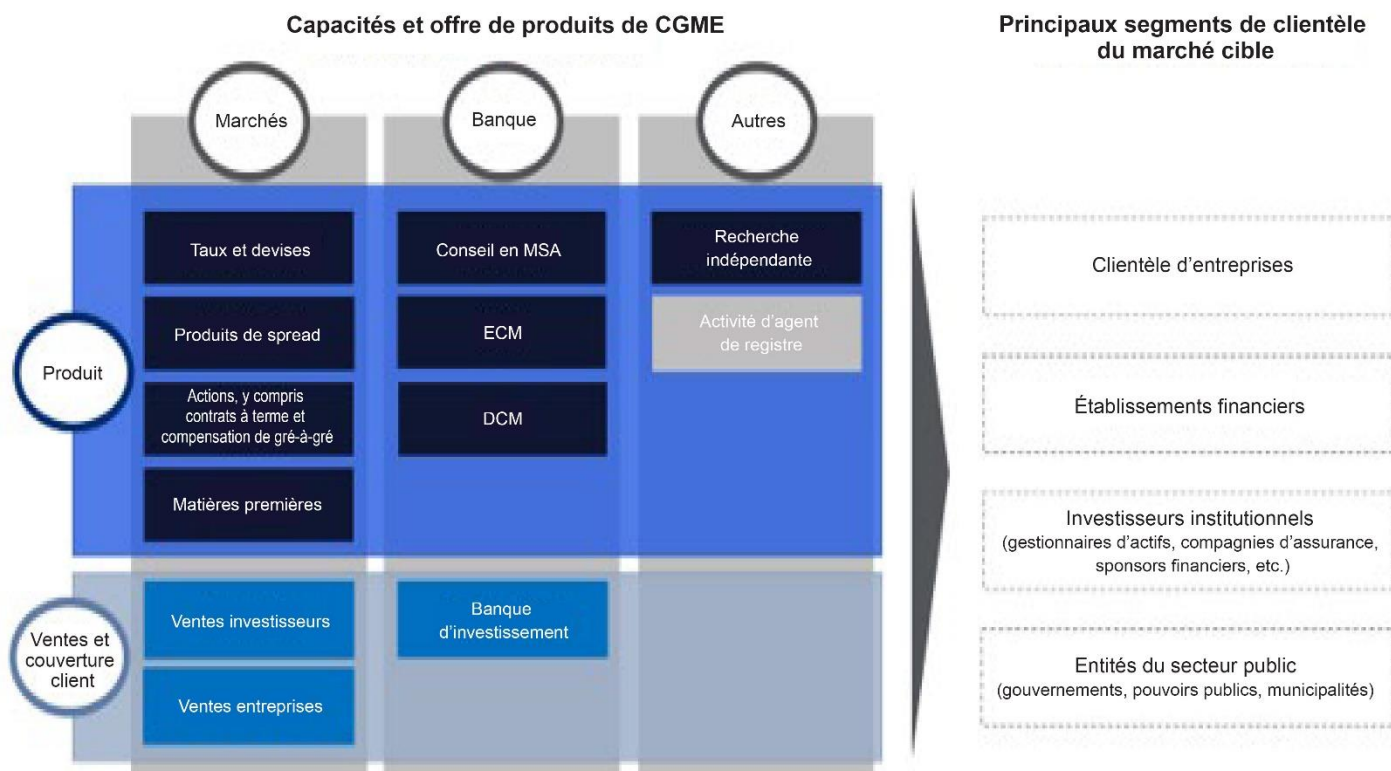 Capacités et offre de produits de CGME
Principaux segments de clientèle
du marché cible
Marchés
Banque
Autres
Produit
Taux et devises
Produits de spread
Actions, y compris
contrats à terme et
compensation de gré-à-gré
Matières premières
Conseil en MSA
ECM
DCM
Recherche
indépendante
Activité d'agent
de registre
Ventes et
couverture
client
Ventes investisseurs
Ventes entreprises
Banque
d'investissement
Clientèle d'entreprises
Établissements financiers
Investisseurs institutionnels
(gestionnaires d'actifs, compagnies d'assurance,
sponsors financiers, etc.)
Entités du secteur public
(gouvernements, pouvoirs publics, municipalités)